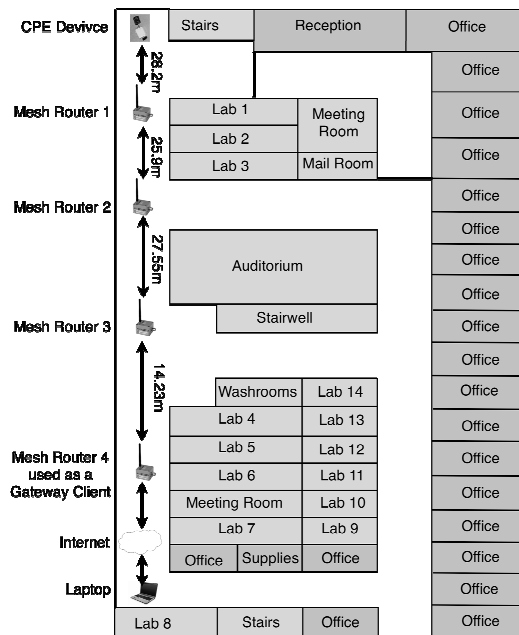 CPE Devivce
Stairs
Reception
Office
28.2m
Office
Mesh Router 1
Lab 1
Meeting
Room
Office
25.9m
Lab 2
Lab 3
Mail Room
Office
Mesh Router 2
Office
Office
27.55m
Auditorium
Office
Office
Mesh Router 3
Stairwell
Office
Office
14.23m
Washrooms
Lab 14
Office
Lab 4
Lab 13
Office
Lab 5
Lab 12
Office
Mesh Router 4
used as a
Gateway Client
Lab 6
Lab 11
Office
Meeting Room
Lab 10
Office
Lab 7
Lab 9
Office
Internet
Office
Supplies
Office
Office
Laptop
Office
Lab 8
Stairs
Office
Office